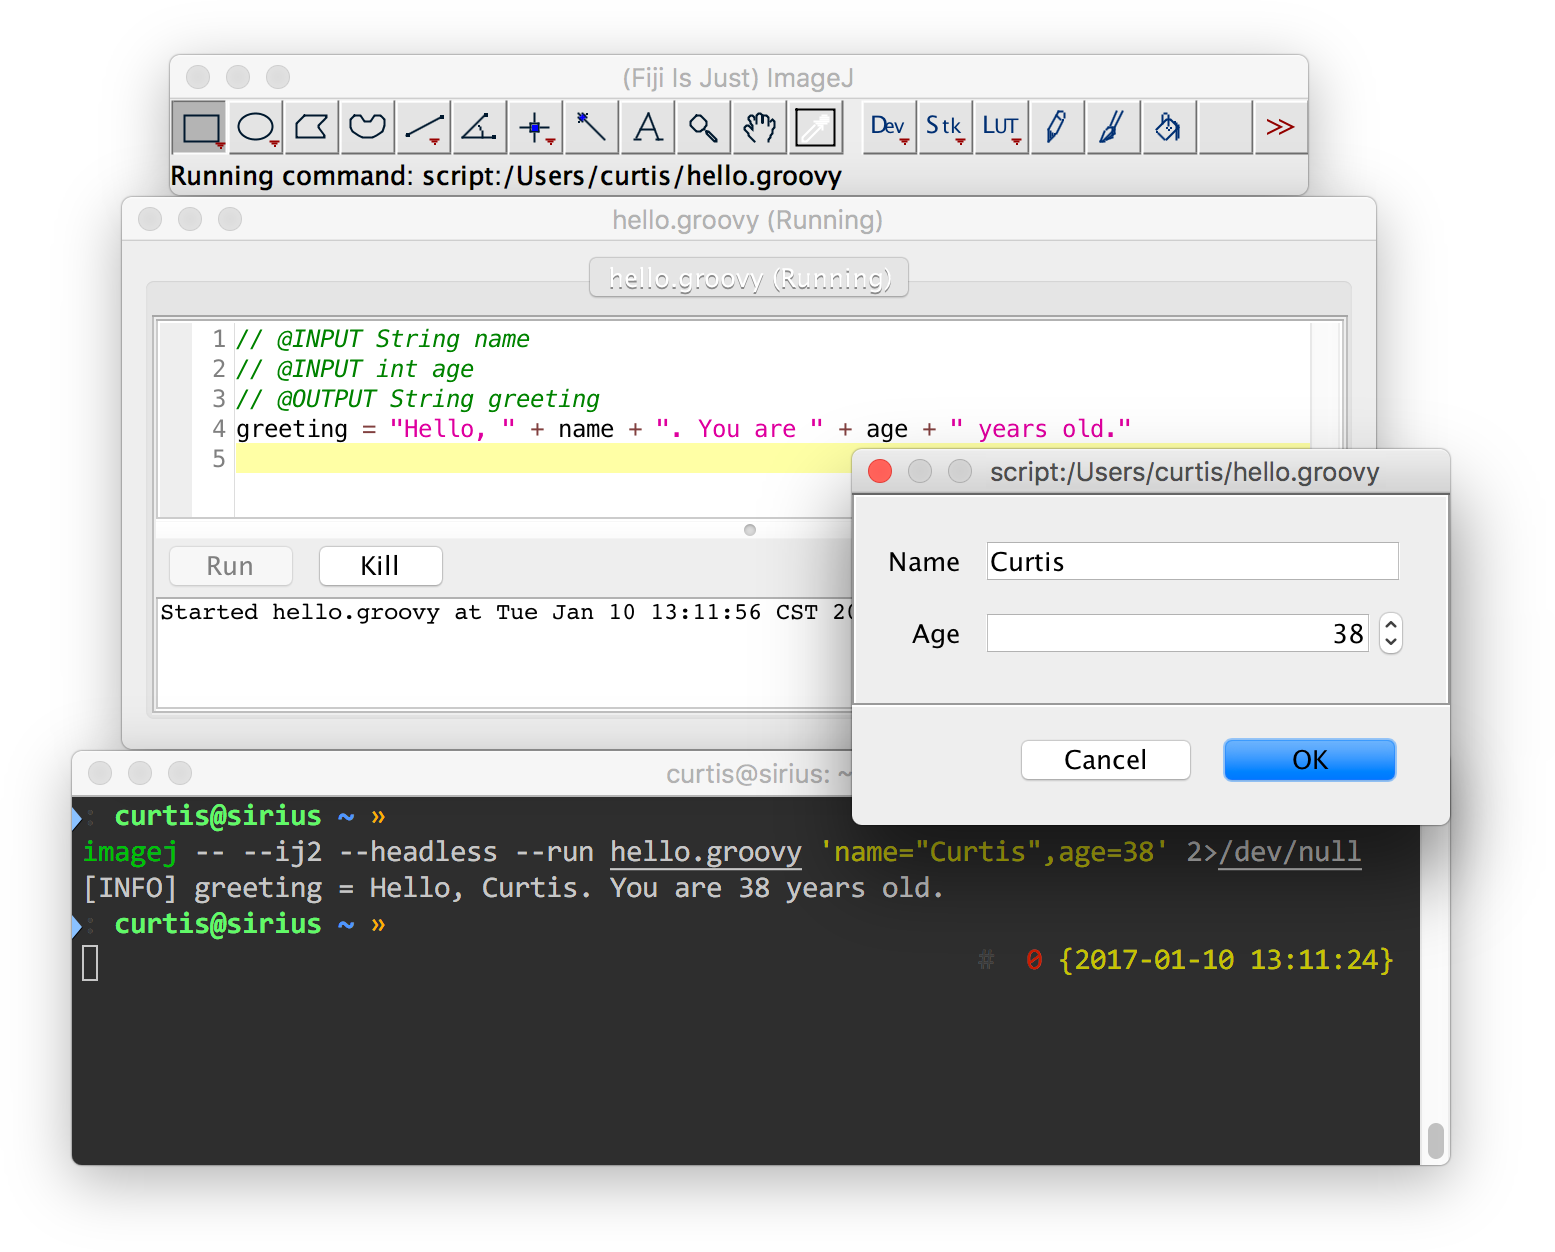 (Fiji Is Just) ImageJ
A Dev Stk LUT >>
Running command: script:/Users/curtis/hello.groovy
hello.groovy (Running)
hello.groovy (Running)
1 // @INPUT String name
2 // @INPUT int age
3 // @OUTPUT String greeting
4 greeting = "Hello, " + name + ". You are " + age + " years old."
5
script:/Users/curtis/hello.groovy
Name Curtis
Age 38
Cancel OK
Run Kill
Started hello.groovy at Tue Jan 10 13:11:56 CST 20
curtis@sirius: ~
curtis@sirius ~ »
imagej -- --ij2 --headless --run hello.groovy 'name="Curtis",age=38' 2>/dev/null
[INFO] greeting = Hello, Curtis. You are 38 years old.
curtis@sirius ~ »
# 0 {2017-01-10 13:11:24}